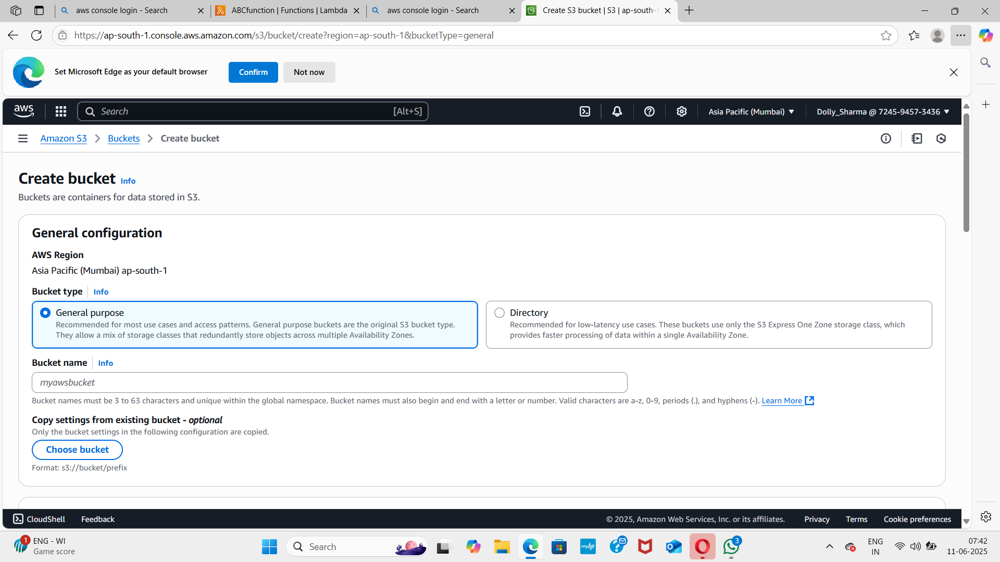 aws console login - Search
ABCfunction | Functions | Lambda
aws console login - Search
Create S3 bucket | S3 | ap-south-1
https://ap-south-1.console.aws.amazon.com/s3/bucket/create?region=ap-south-1&bucketType=general
Set Microsoft Edge as your default browser
Confirm
Not now
aws
Search
[Alt+S]
Asia Pacific (Mumbai)
Dolly_Sharma @ 7245-9457-3436
Amazon S3
Buckets
Create bucket
Create bucket Info
Buckets are containers for data stored in S3.
General configuration
AWS Region
Asia Pacific (Mumbai) ap-south-1
Bucket type Info
General purpose
Recommended for most use cases and access patterns. General purpose buckets are the original S3 bucket type.
They allow a mix of storage classes that redundantly store objects across multiple Availability Zones.
Directory
Recommended for low-latency use cases. These buckets use only the S3 Express One Zone storage class, which
provides faster processing of data within a single Availability Zone.
Bucket name Info
myawsbucket
Bucket names must be 3 to 63 characters and unique within the global namespace. Bucket names must also begin and end with a letter or number. Valid characters are a-z, 0-9, periods (.), and hyphens (-). Learn More
Copy settings from existing bucket - optional
Only the bucket settings in the following configuration are copied.
Choose bucket
Format: s3://bucket/prefix
CloudShell
Feedback
© 2025, Amazon Web Services, Inc. or its affiliates.
Privacy
Terms
Cookie preferences
1
ENG - WI
Game score
Search
myhp
3
ENG
IN
07:42
11-06-2025